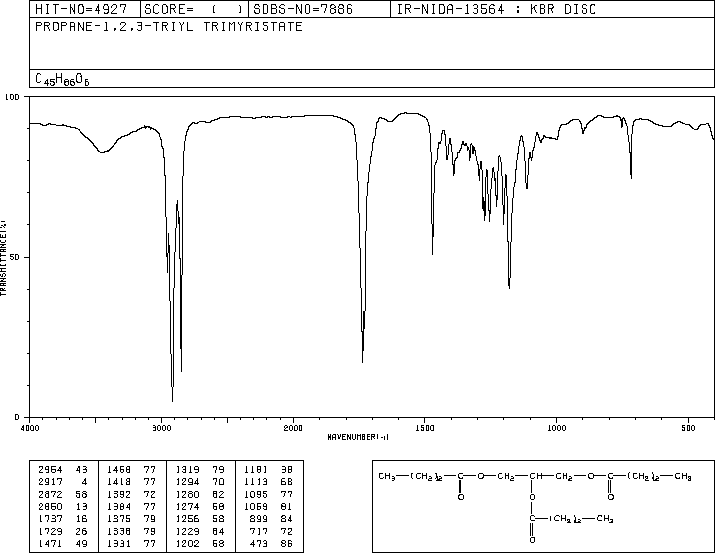 HIT-NO=4927 SCORE= ( ) SDBS-NO=7886 IR-NIDA-13564 : KBR DISC
PROPANE-1,2,3-TRIYL TRIMYRISTATE
C45H86O6
100
50
0
TRANSMITTANCE(%)
4000 3000 2000 1500 1000 500
WAVENUMBER(-1)
2954 43 1468 77 1319 79 1181 38
2917 4 1418 77 1294 70 1113 68
2872 58 1392 72 1280 62 1095 77
2850 13 1384 77 1274 60 1069 81
1737 16 1375 79 1256 58 899 84
1729 26 1338 79 1229 64 717 72
1471 49 1331 77 1202 58 473 86
CH3—(CH2)12—C—O—CH2—CH—CH2—O—C—(CH2)12—CH3
O O O
C—(CH2)12—CH3
O